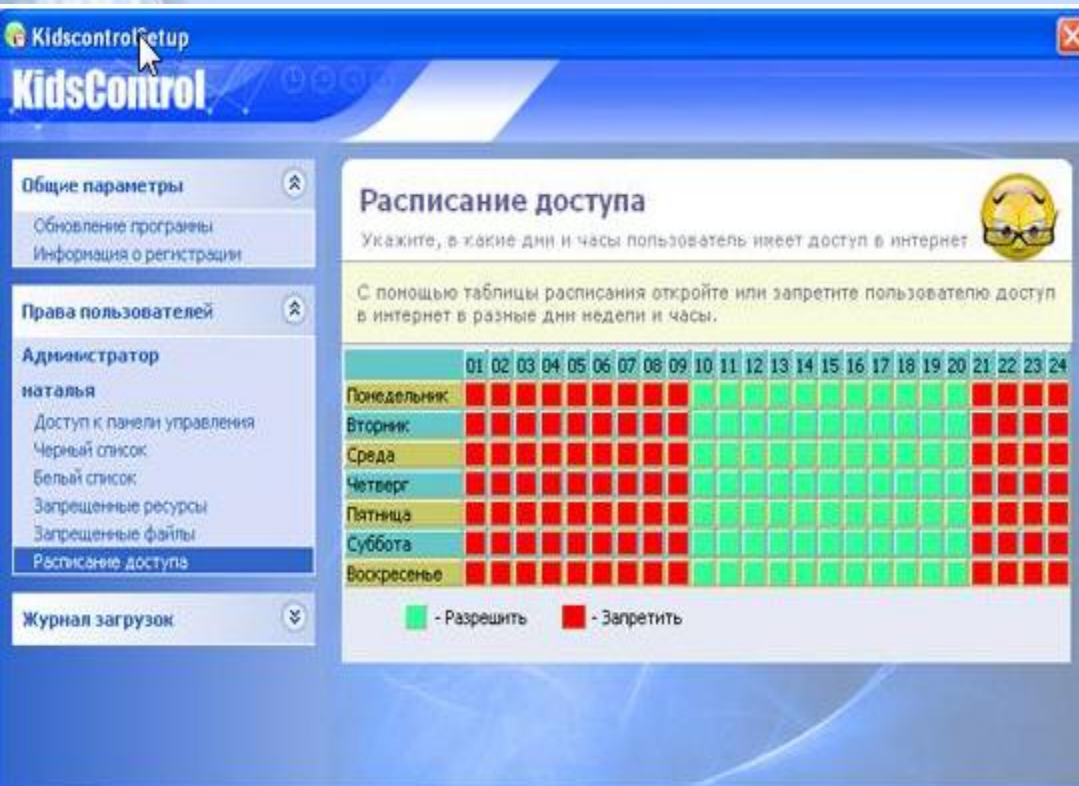 KidscontrolSetup
KidsControl
Общие параметры
Обновление программы
Информация о регистрации
Права пользователей
Администратор
наталья
Доступ к панели управления
Черный список
Белый список
Запрещенные ресурсы
Запрещенные файлы
Расписание доступа
Журнал загрузок
Расписание доступа
Укажите, в какие дни и часы пользователь имеет доступ в интернет
С помощью таблицы расписания откройте или запретите пользователю доступ
в интернет в разные дни недели и часы.
01 02 03 04 05 06 07 08 09 10 11 12 13 14 15 16 17 18 19 20 21 22 23 24
Понедельник
Вторник
Среда
Четверг
Пятница
Суббота
Воскресенье
- Разрешить - Запретить